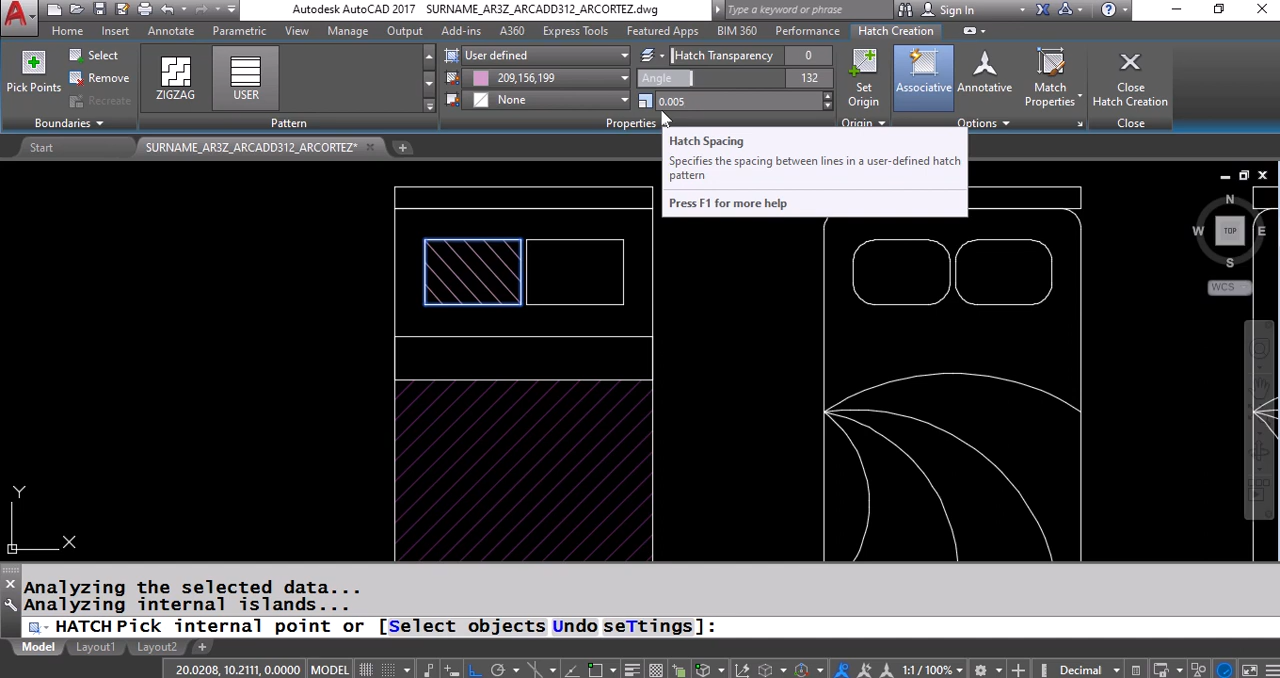 Autodesk AutoCAD 2017 SURNAME_AR3Z_ARCADD312_ARCORTEZ.dwg
Type a keyword or phrase
Sign In
Home Insert Annotate Parametric View Manage Output Add-ins A360 Express Tools Featured Apps BIM 360 Performance Hatch Creation
Pick Points
Select
Remove
Recreate
Boundaries
ZIGZAG
USER
Pattern
User defined
209,156,199
None
Hatch Transparency 0
Angle 132
0.005
Properties
Set
Origin
Origin
Associative
Annotative
Match
Properties
Options
Close
Hatch Creation
Close
Start
SURNAME_AR3Z_ARCADD312_ARCORTEZ*
Hatch Spacing
Specifies the spacing between lines in a user-defined hatch
pattern
Press F1 for more help
N
W TOP E
S
WCS
Y
X
Analyzing the selected data...
Analyzing internal islands...
HATCH Pick internal point or [Select objects Undo seTtings]:
Model Layout1 Layout2
20.0208, 10.2111, 0.0000 MODEL 1:1 / 100% Decimal